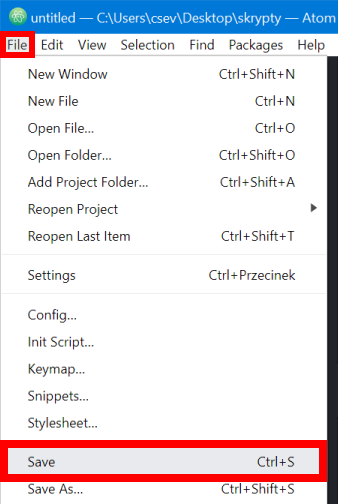 untitled — C:\Users\csev\Desktop\skrypty — Atom
File Edit View Selection Find Packages Help
New Window Ctrl+Shift+N
New File Ctrl+N
Open File... Ctrl+O
Open Folder... Ctrl+Shift+O
Add Project Folder... Ctrl+Shift+A
Reopen Project
Reopen Last Item Ctrl+Shift+T
Settings Ctrl+Przecinek
Config...
Init Script...
Keymap...
Snippets...
Stylesheet...
Save Ctrl+S
Save As... Ctrl+Shift+S